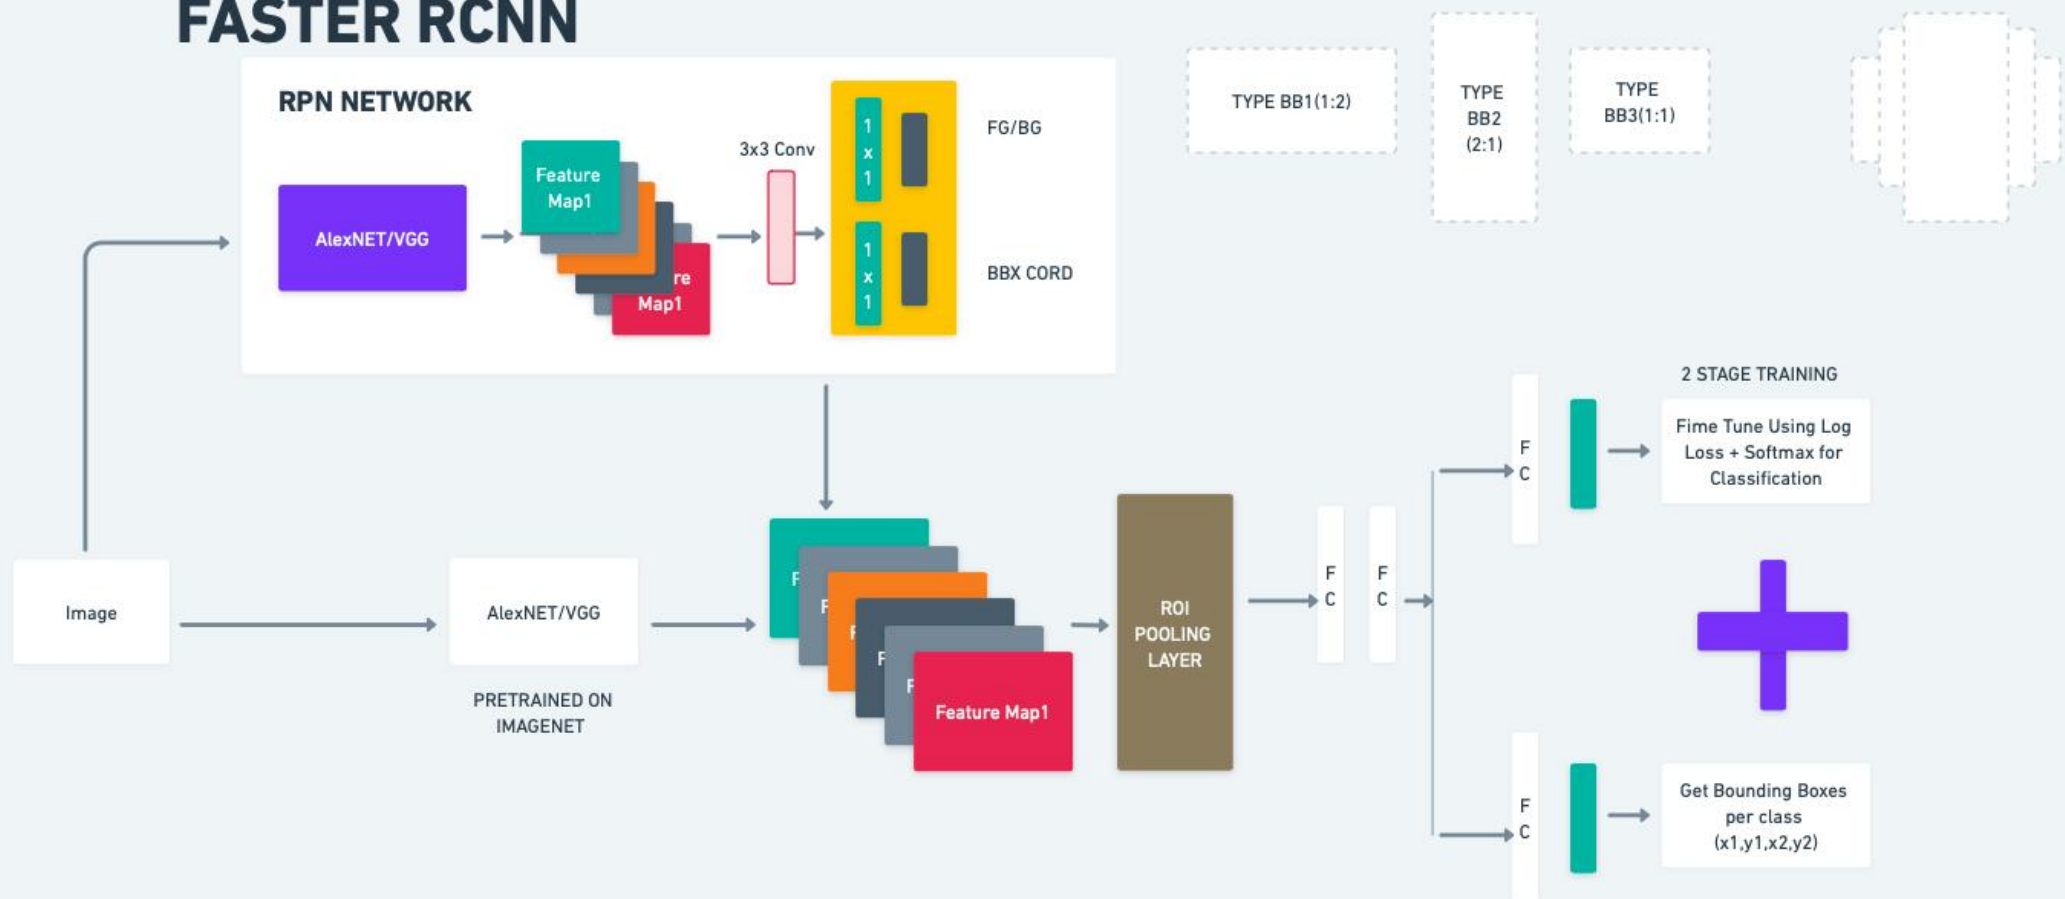 FASTER RCNN
RPN NETWORK
AlexNET/VGG
Feature
Map1
re
Map1
3x3 Conv
1
x
1
1
x
1
FG/BG
BBX CORD
TYPE BB1(1:2)
TYPE
BB2
(2:1)
TYPE
BB3(1:1)
Image
AlexNET/VGG
PRETRAINED ON
IMAGENET
F
F
F
F
F
Feature Map1
ROI
POOLING
LAYER
F
C
F
C
F
C
2 STAGE TRAINING
Fime Tune Using Log
Loss + Softmax for
Classification
F
C
Get Bounding Boxes
per class
(x1,y1,x2,y2)